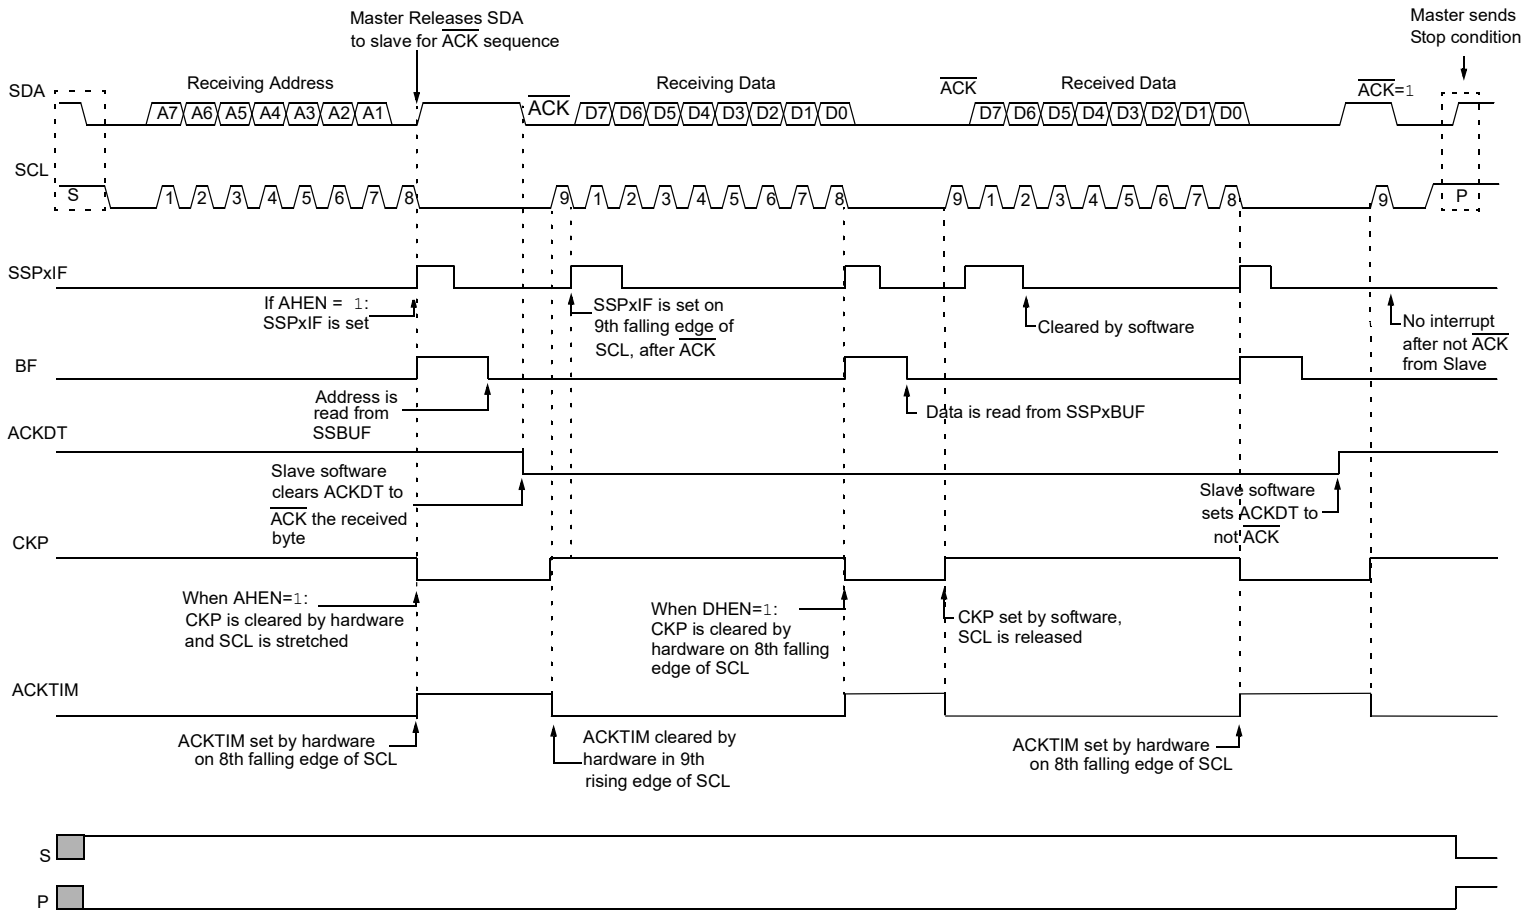 Master Releases SDA
to slave for ACK sequence
Master sends
Stop condition
SDA
Receiving Address
ACK
Receiving Data
ACK
Received Data
ACK=1
A7 A6 A5 A4 A3 A2 A1
D7 D6 D5 D4 D3 D2 D1 D0
D7 D6 D5 D4 D3 D2 D1 D0
SCL
S
1 2 3 4 5 6 7 8
9 1 2 3 4 5 6 7 8
9 1 2 3 4 5 6 7 8
9
P
SSPxIF
If AHEN = 1:
SSPxIF is set
SSPxIF is set on
9th falling edge of
SCL, after ACK
Cleared by software
No interrupt
after not ACK
from Slave
BF
Address is
read from
SSBUF
Data is read from SSPxBUF
ACKDT
Slave software
clears ACKDT to
ACK the received
byte
Slave software
sets ACKDT to
not ACK
CKP
When AHEN=1:
CKP is cleared by hardware
and SCL is stretched
When DHEN=1:
CKP is cleared by
hardware on 8th falling
edge of SCL
CKP set by software,
SCL is released
ACKTIM
ACKTIM set by hardware
on 8th falling edge of SCL
ACKTIM cleared by
hardware in 9th
rising edge of SCL
ACKTIM set by hardware
on 8th falling edge of SCL
S
P